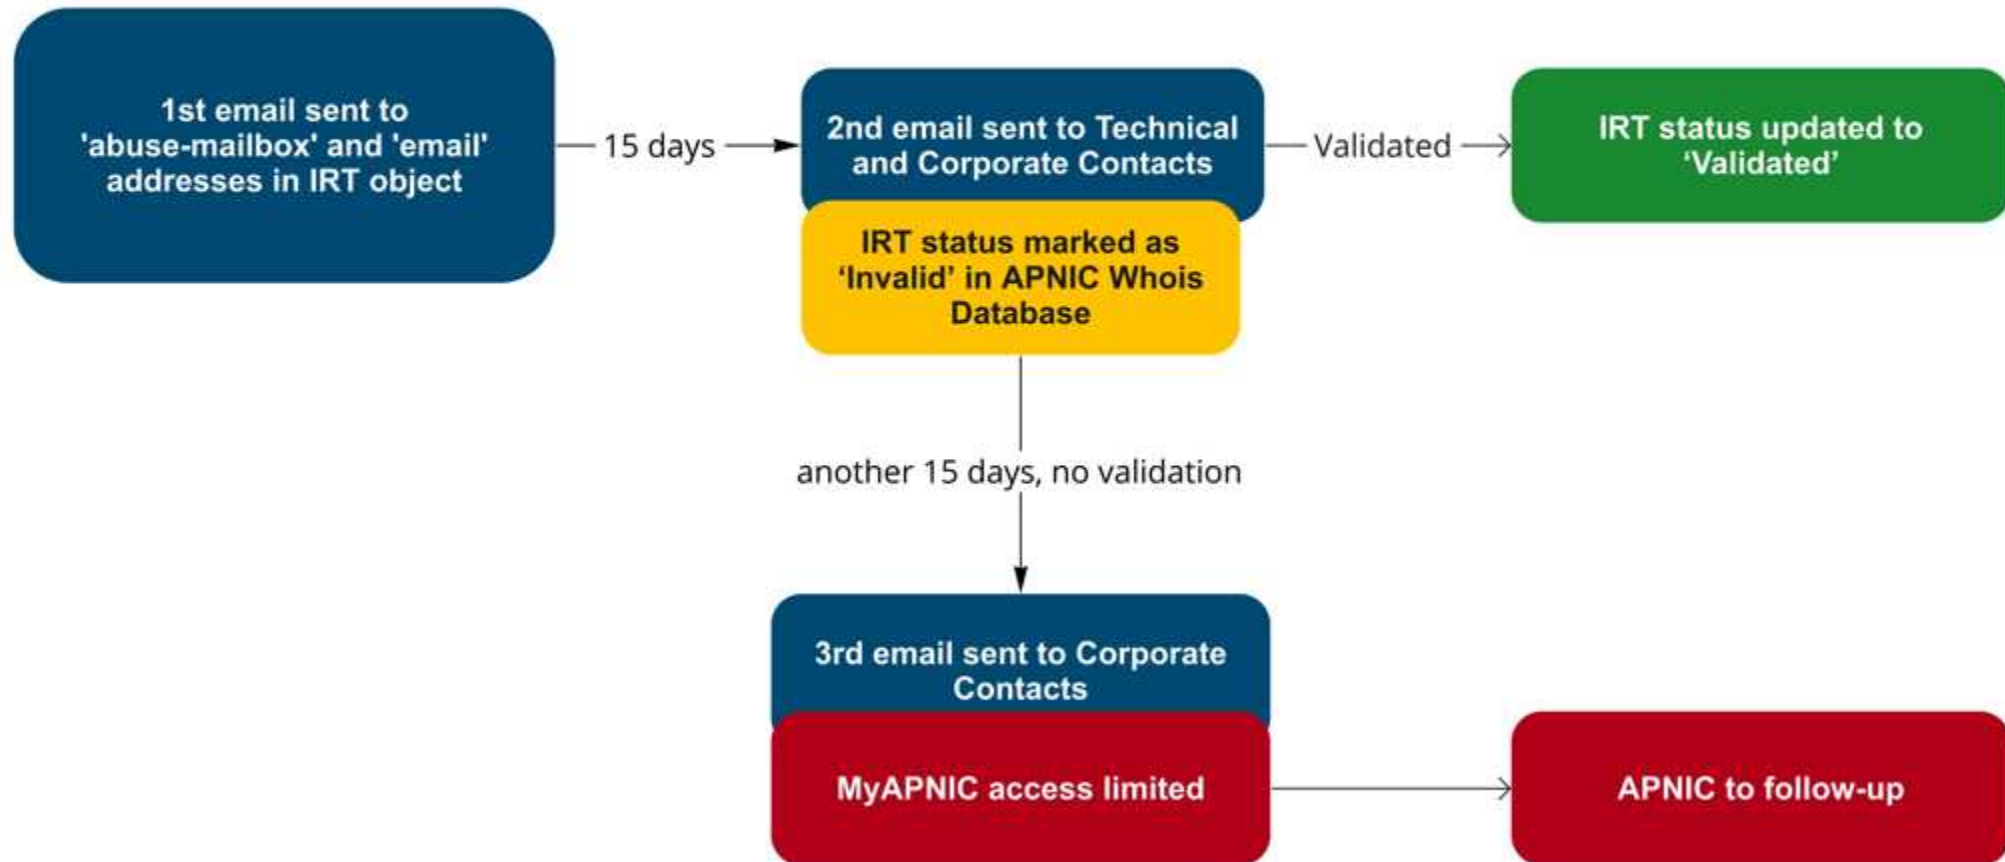 1st email sent to
'abuse-mailbox' and 'email'
addresses in IRT object
15 days
2nd email sent to Technical
and Corporate Contacts
Validated
IRT status updated to
‘Validated’
IRT status marked as
‘Invalid’ in APNIC Whois
Database
another 15 days, no validation
3rd email sent to Corporate
Contacts
MyAPNIC access limited
APNIC to follow-up